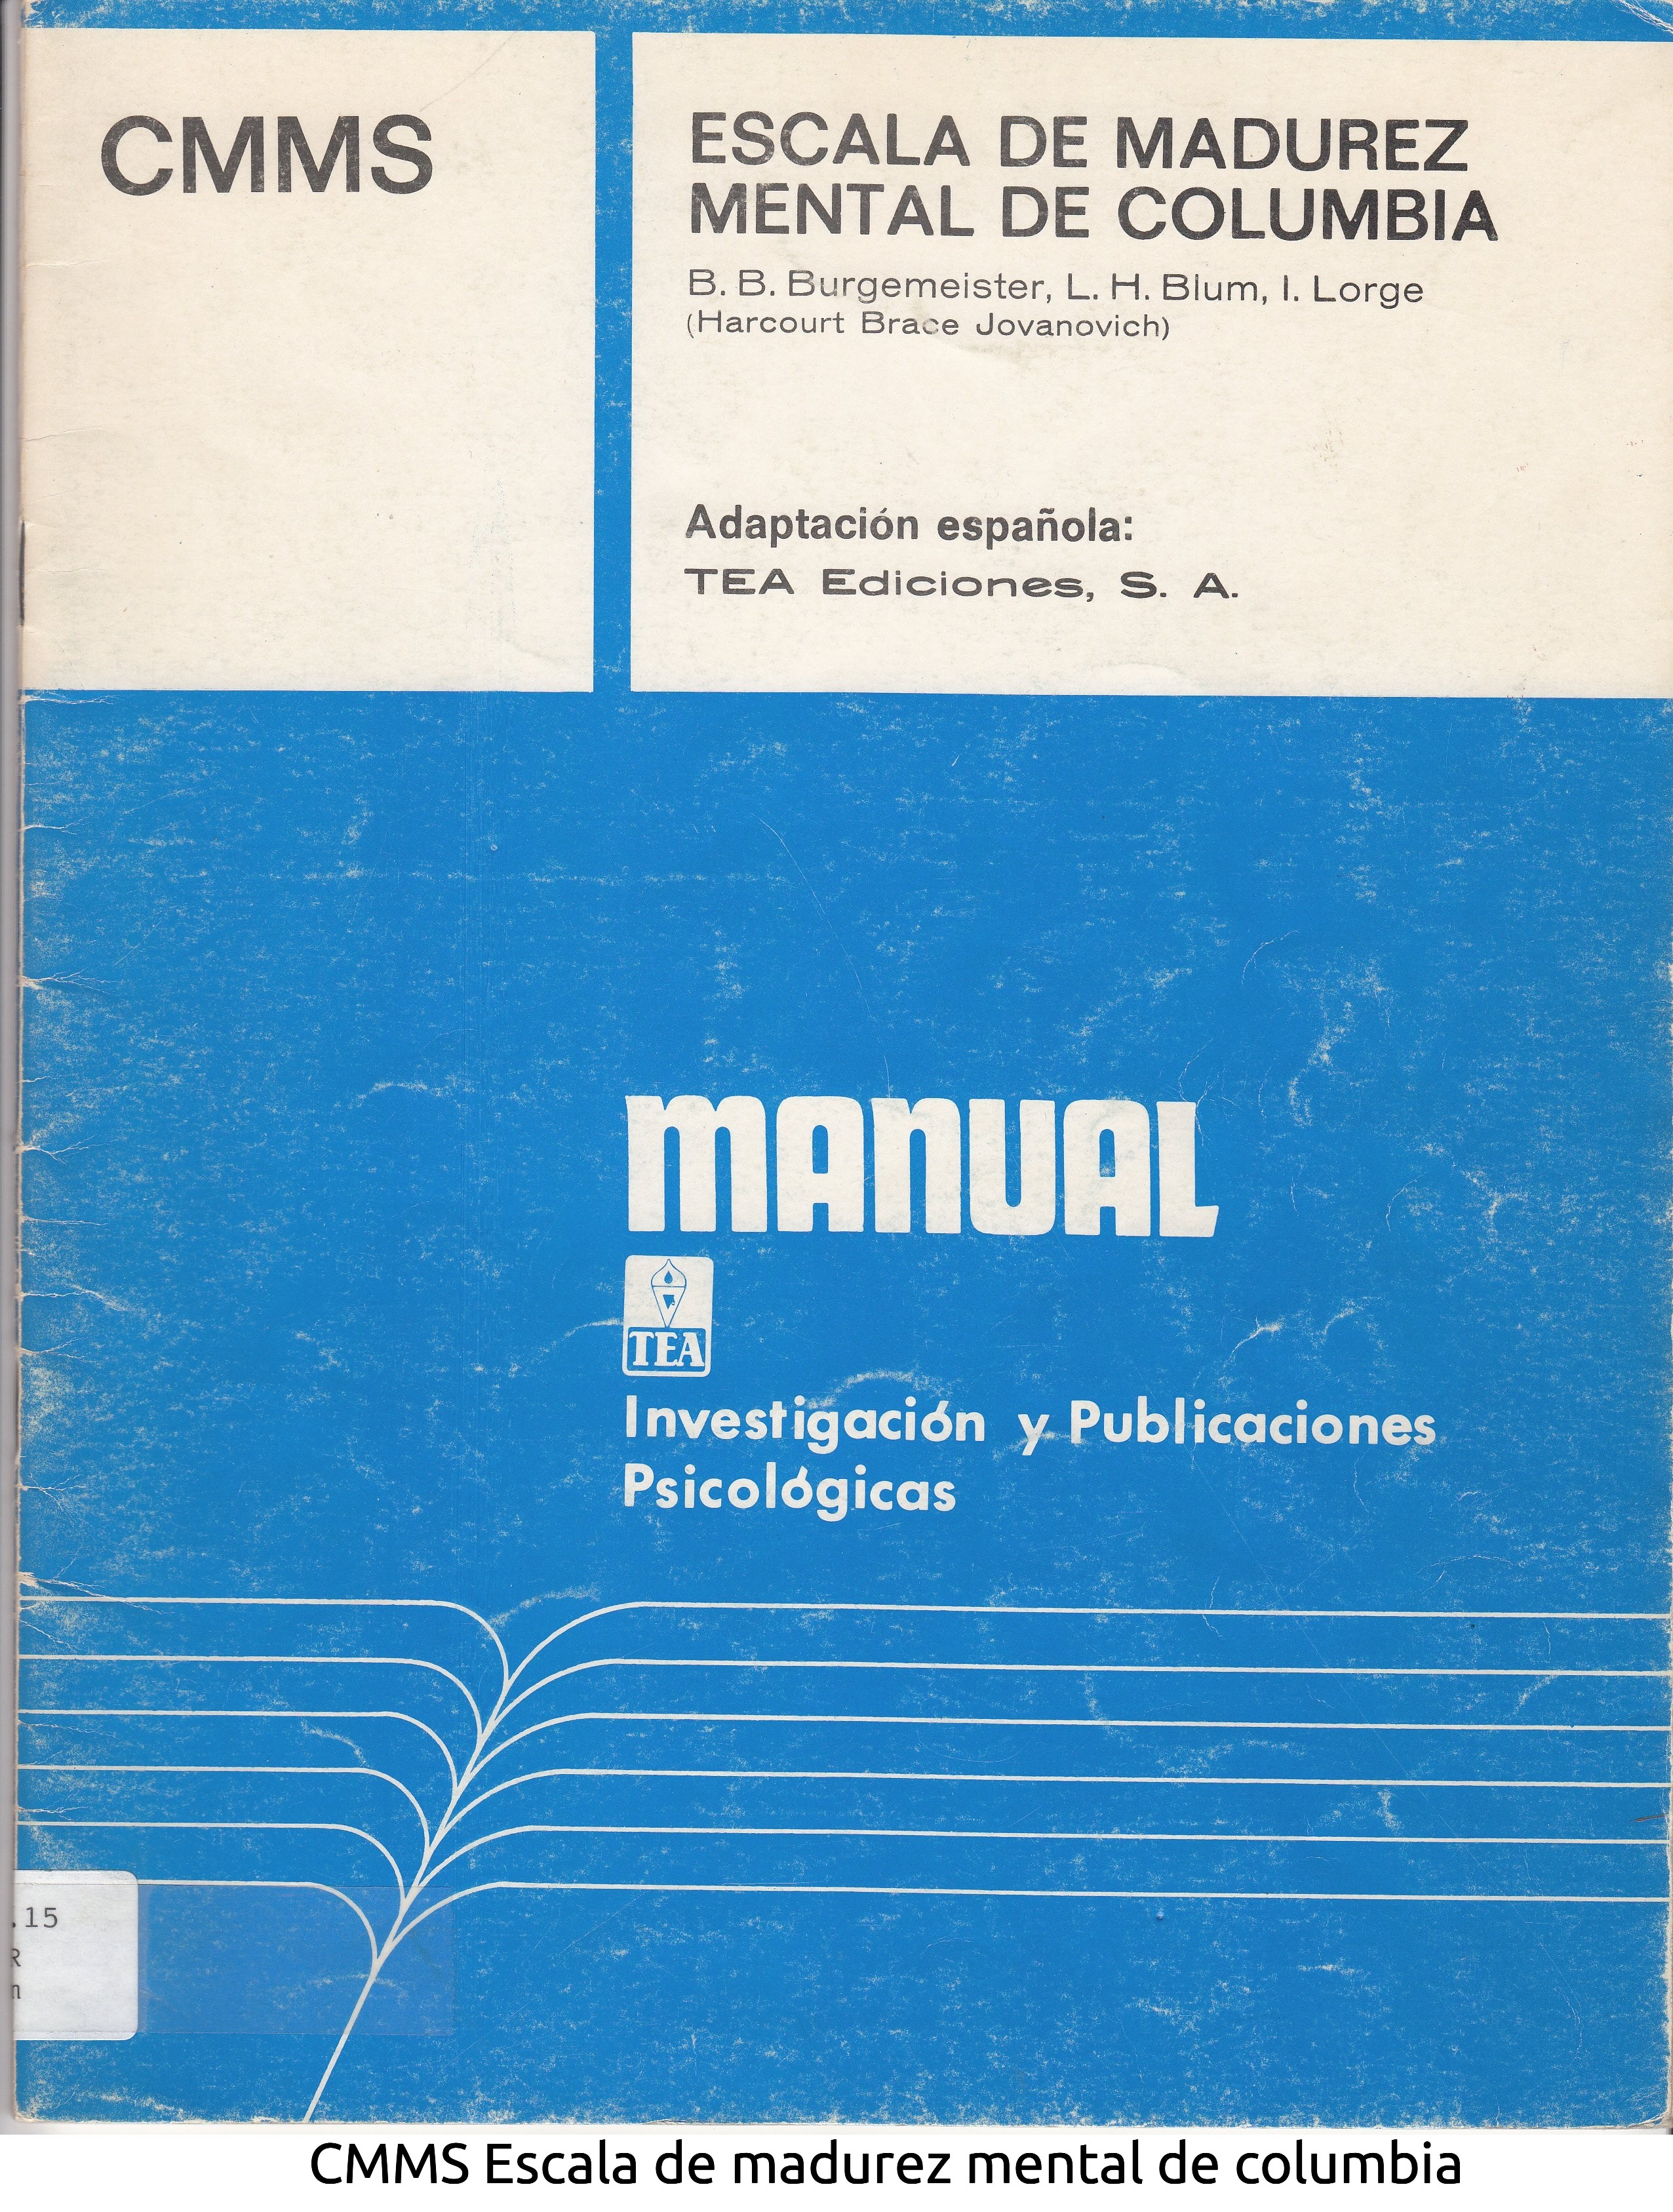 CMMS
ESCALA DE MADUREZ
MENTAL DE COLUMBIA
B. B. Burgemeister, L. H. Blum, I. Lorge
(Harcourt Brace Jovanovich)
Adaptación española:
TEA Ediciones, S. A.
MANUAL
TEA
Investigación y Publicaciones
Psicológicas
.15
R
n
CMMS Escala de madurez mental de columbia